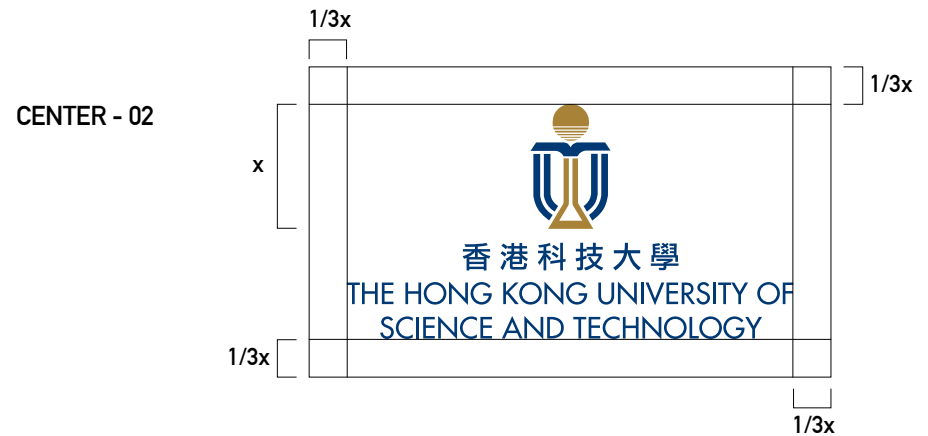 1/3x
1/3x
CENTER - 02
x
香港科技大學
THE HONG KONG UNIVERSITY OF
SCIENCE AND TECHNOLOGY
1/3x
1/3x